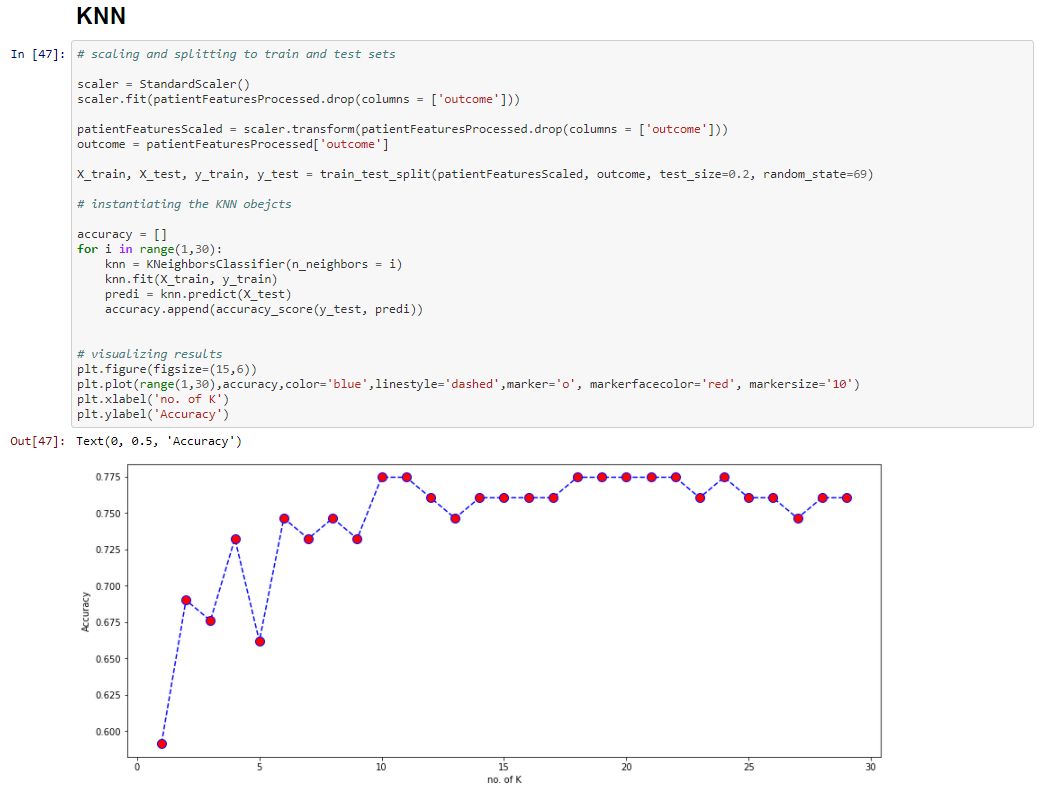 KNN
In [47]: # scaling and splitting to train and test sets
scaler = StandardScaler()
scaler.fit(patientFeaturesProcessed.drop(columns = ['outcome']))
patientFeaturesScaled = scaler.transform(patientFeaturesProcessed.drop(columns = ['outcome']))
outcome = patientFeaturesProcessed['outcome']
X_train, X_test, y_train, y_test = train_test_split(patientFeaturesScaled, outcome, test_size=0.2, random_state=69)
# instantiating the KNN obejcts
accuracy = []
for i in range(1,30):
    knn = KNeighborsClassifier(n_neighbors = i)
    knn.fit(X_train, y_train)
    predi = knn.predict(X_test)
    accuracy.append(accuracy_score(y_test, predi))
# visualizing results
plt.figure(figsize=(15,6))
plt.plot(range(1,30),accuracy,color='blue',linestyle='dashed',marker='o', markerfacecolor='red', markersize='10')
plt.xlabel('no. of K')
plt.ylabel('Accuracy')
Out[47]: Text(0, 0.5, 'Accuracy')
0.775
0.750
0.725
0.700
0.675
0.650
0.625
0.600
Accuracy
0 5 10 15 20 25 30
no. of K